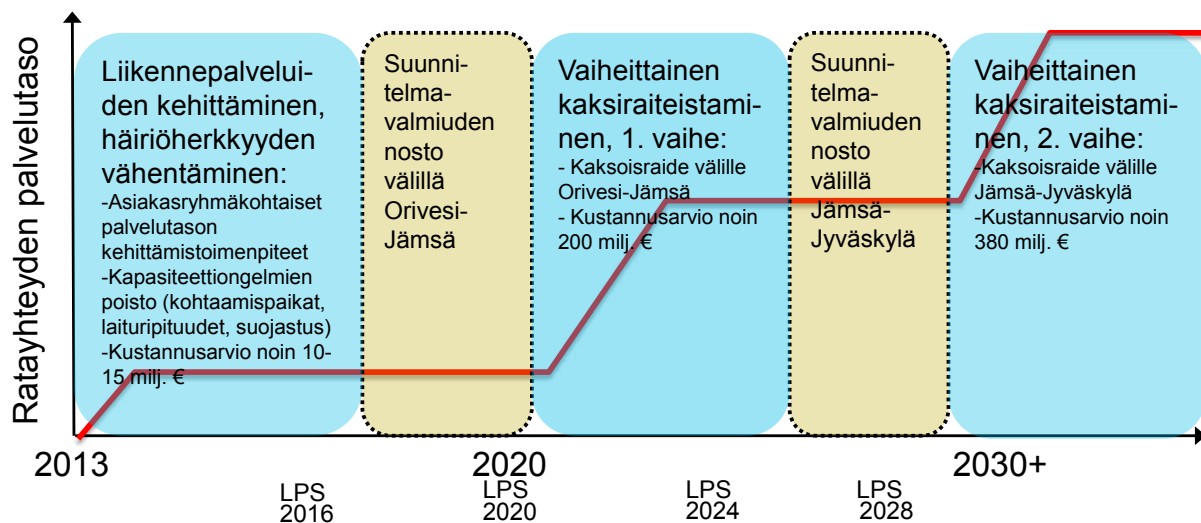 Ratayhteyden palvelutaso
Liikennepalvelui-
den kehittäminen,
häiriöherkkyyden
vähentäminen:
-Asiakasryhmäkohtaiset
palvelutason
kehittämistoimenpiteet
-Kapasiteettiongelmien
poisto (kohtaamispaikat,
laituripituudet, suojastus)
-Kustannusarvio noin 10-
15 milj. €
Suunni-
telma-
valmiuden
nosto
välillä
Orivesi-
Jämsä
Vaiheittainen
kaksiraiteistami-
nen, 1. vaihe:
- Kaksoisraide välille
Orivesi-Jämsä
- Kustannusarvio noin
200 milj. €
Suunni-
telma-
valmiuden
nosto
välillä
Jämsä-
Jyväskylä
Vaiheittainen
kaksiraiteistami-
nen, 2. vaihe:
- Kaksoisraide välille
Jämsä-Jyväskylä
-Kustannusarvio noin
380 milj. €
2013
2020
2030+
LPS
2016
LPS
2020
LPS
2024
LPS
2028